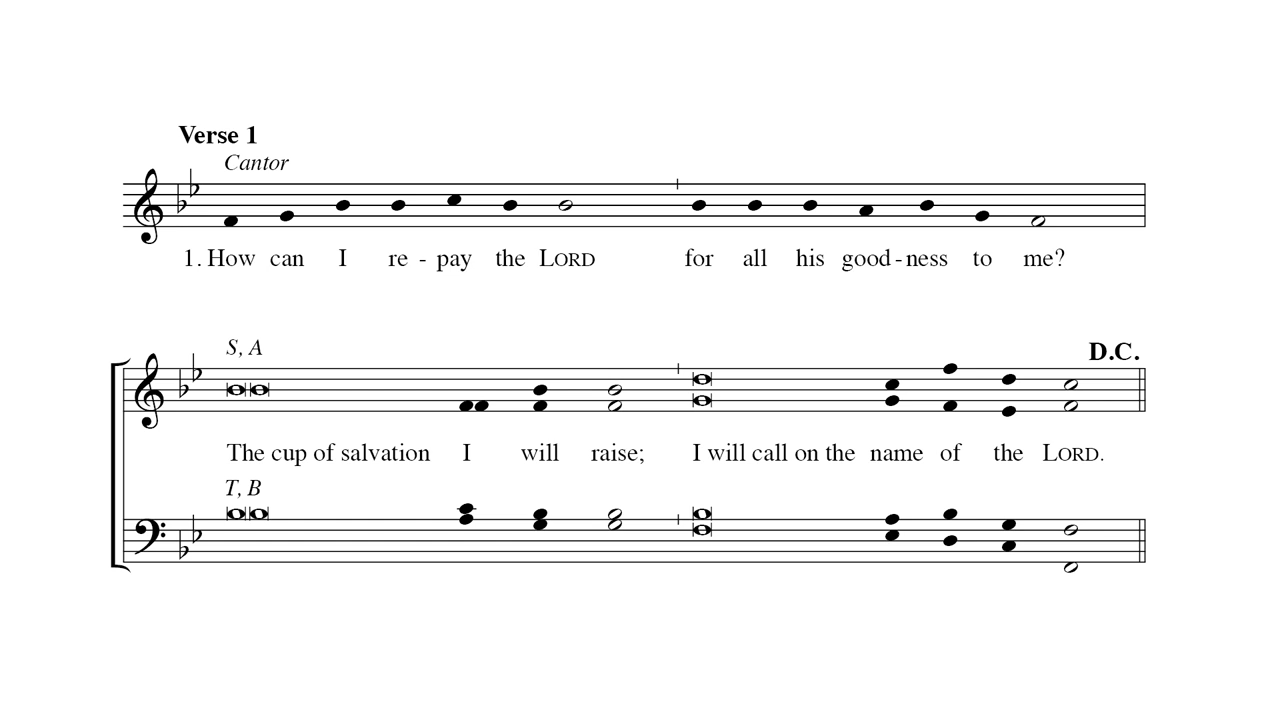 Verse 1
Cantor
1. How can I re - pay the LORD for all his good - ness to me?
S, A
D.C.
The cup of salvation I will raise; I will call on the name of the LORD.
T, B